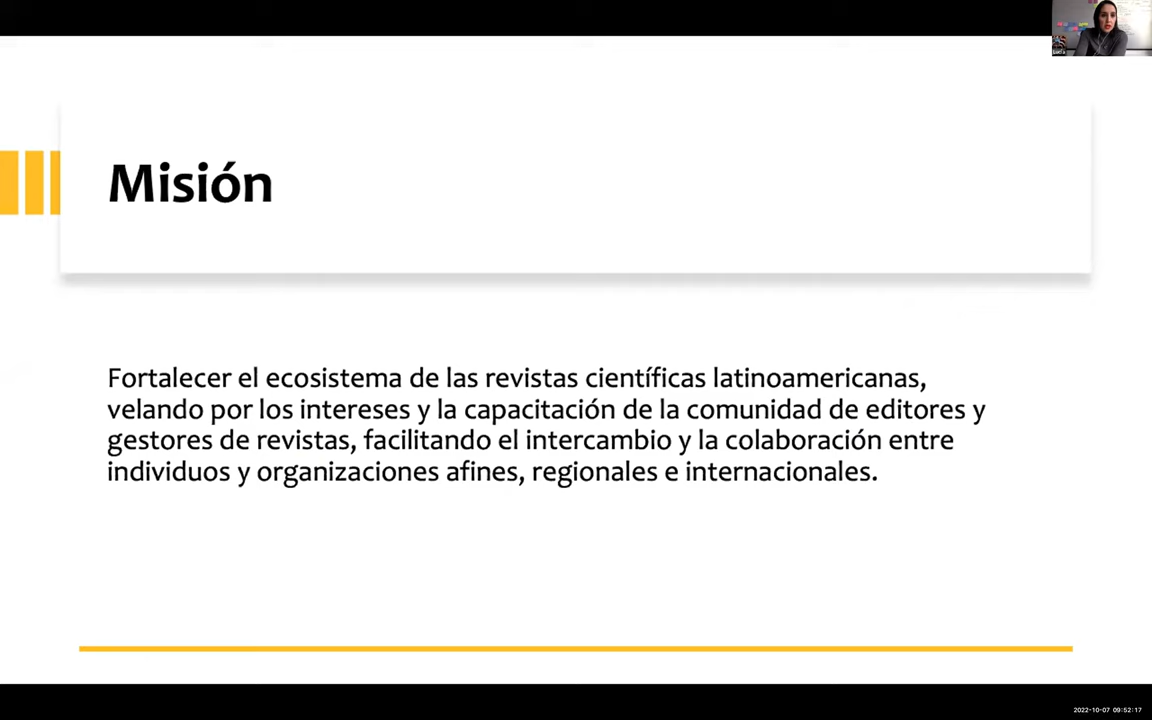 Misión
Fortalecer el ecosistema de las revistas científicas latinoamericanas,
velando por los intereses y la capacitación de la comunidad de editores y
gestores de revistas, facilitando el intercambio y la colaboración entre
individuos y organizaciones afines, regionales e internacionales.
2022-10-07 09:52:17